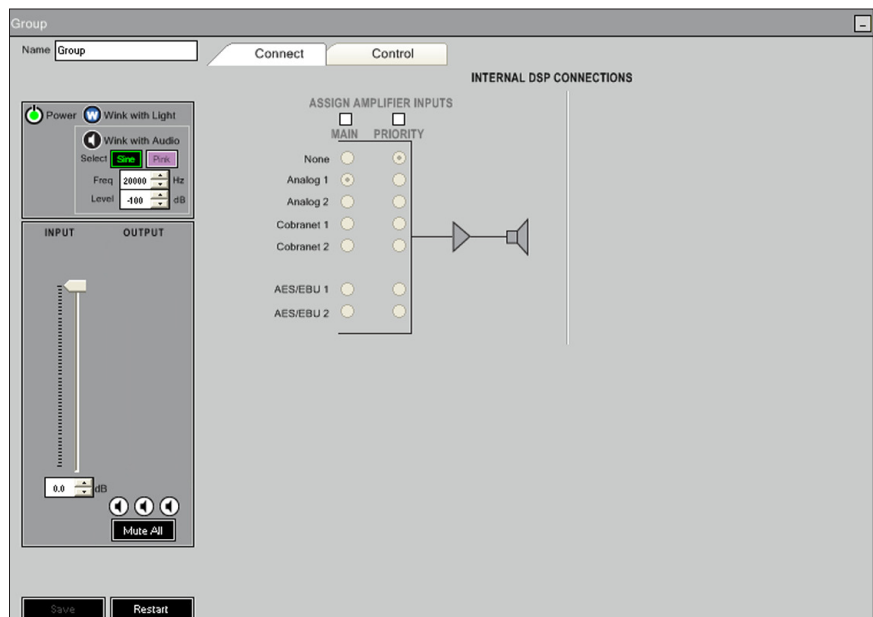 Group
Name Group
Connect Control
INTERNAL DSP CONNECTIONS
ASSIGN AMPLIFIER INPUTS
MAIN PRIORITY
None
Analog 1
Analog 2
Cobranet 1
Cobranet 2
AES/EBU 1
AES/EBU 2
Power W Wink with Light
Wink with Audio
Select Sine Pink
Freq 20000 Hz
Level -100 dB
INPUT OUTPUT
0.0 dB
Mute All
Save Restart